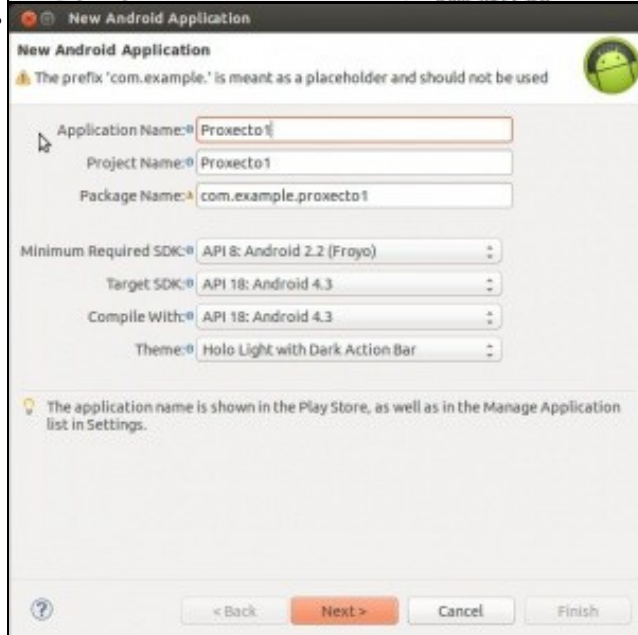 New Android Application
New Android Application
The prefix 'com.example.' is meant as a placeholder and should not be used
Application Name: Proxecto1
Project Name: Proxecto1
Package Name: com.example.proxecto1
Minimum Required SDK: API 8: Android 2.2 (Froyo)
Target SDK: API 18: Android 4.3
Compile With: API 18: Android 4.3
Theme: Holo Light with Dark Action Bar
The application name is shown in the Play Store, as well as in the Manage Application
list in Settings.
?
< Back Next > Cancel Finish